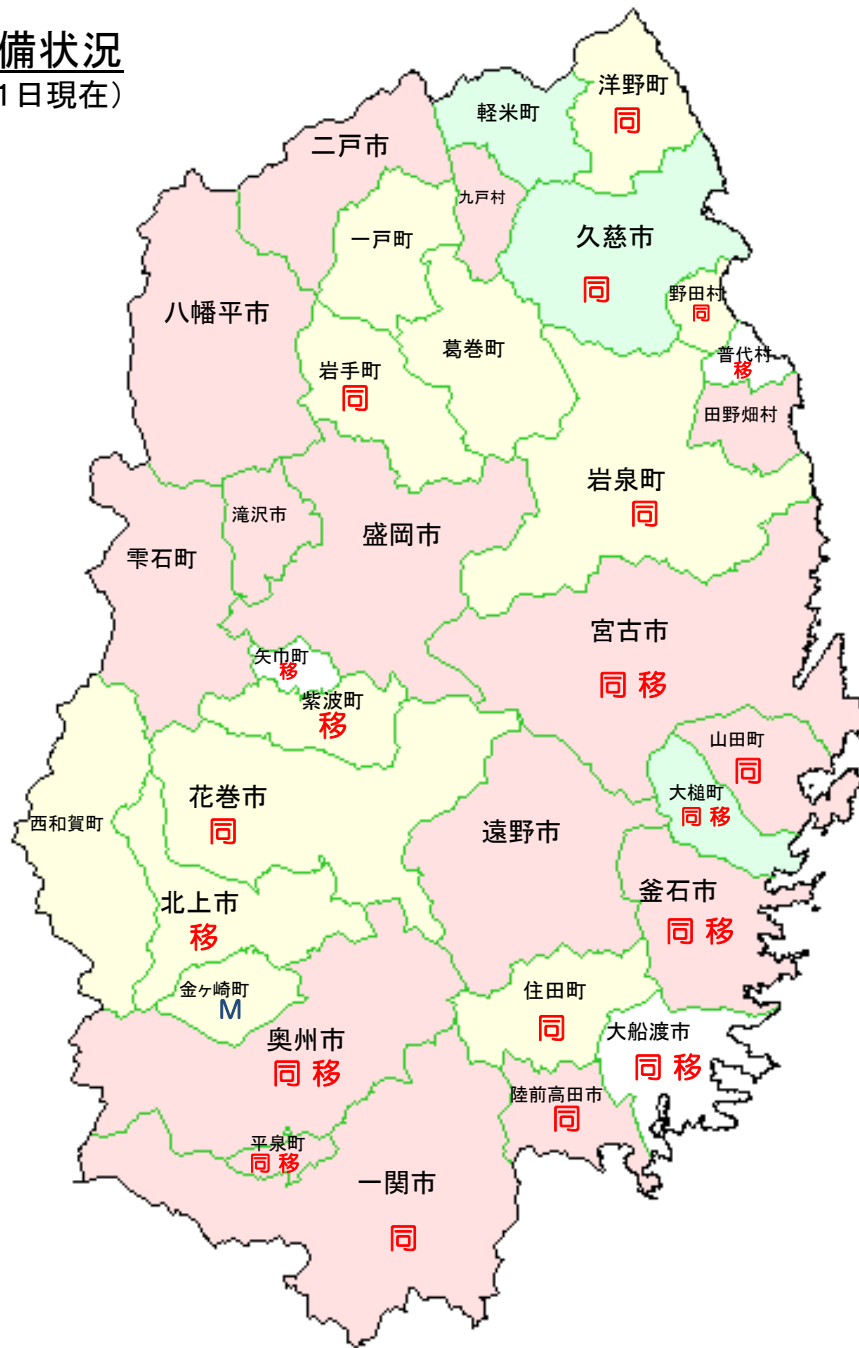 備状況
1日現在）
洋野町
同
軽米町
二戸市
九戸村
一戸町
久慈市
同
野田村
同
八幡平市
葛巻町
普代村
移
岩手町
同
田野畑村
岩泉町
同
滝沢市
盛岡市
雫石町
宮古市
同 移
矢巾町
移
紫波町
移
山田町
同
花巻市
同
大槌町
同 移
西和賀町
遠野市
釜石市
同 移
北上市
移
金ヶ崎町
M
住田町
同
奥州市
同 移
大船渡市
同 移
陸前高田市
同
平泉町
同 移
一関市
同